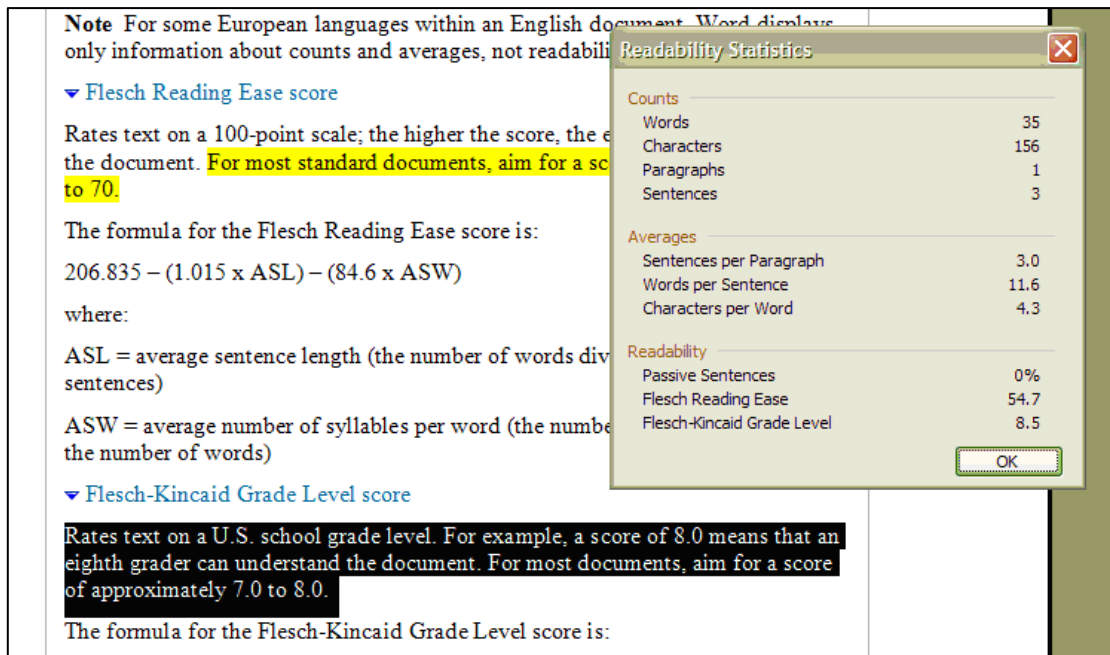 Note For some European languages within an English document, Word displays
only information about counts and averages, not readabili
Flesch Reading Ease score
Rates text on a 100-point scale; the higher the score, the e
the document. For most standard documents, aim for a sc
to 70.
The formula for the Flesch Reading Ease score is:
206.835 – (1.015 x ASL) – (84.6 x ASW)
where:
ASL = average sentence length (the number of words div
sentences)
ASW = average number of syllables per word (the numbe
the number of words)
Flesch-Kincaid Grade Level score
Rates text on a U.S. school grade level. For example, a score of 8.0 means that an
eighth grader can understand the document. For most documents, aim for a score
of approximately 7.0 to 8.0.
The formula for the Flesch-Kincaid Grade Level score is:
Readability Statistics
Counts
Words 35
Characters 156
Paragraphs 1
Sentences 3
Averages
Sentences per Paragraph 3.0
Words per Sentence 11.6
Characters per Word 4.3
Readability
Passive Sentences 0%
Flesch Reading Ease 54.7
Flesch-Kincaid Grade Level 8.5
OK